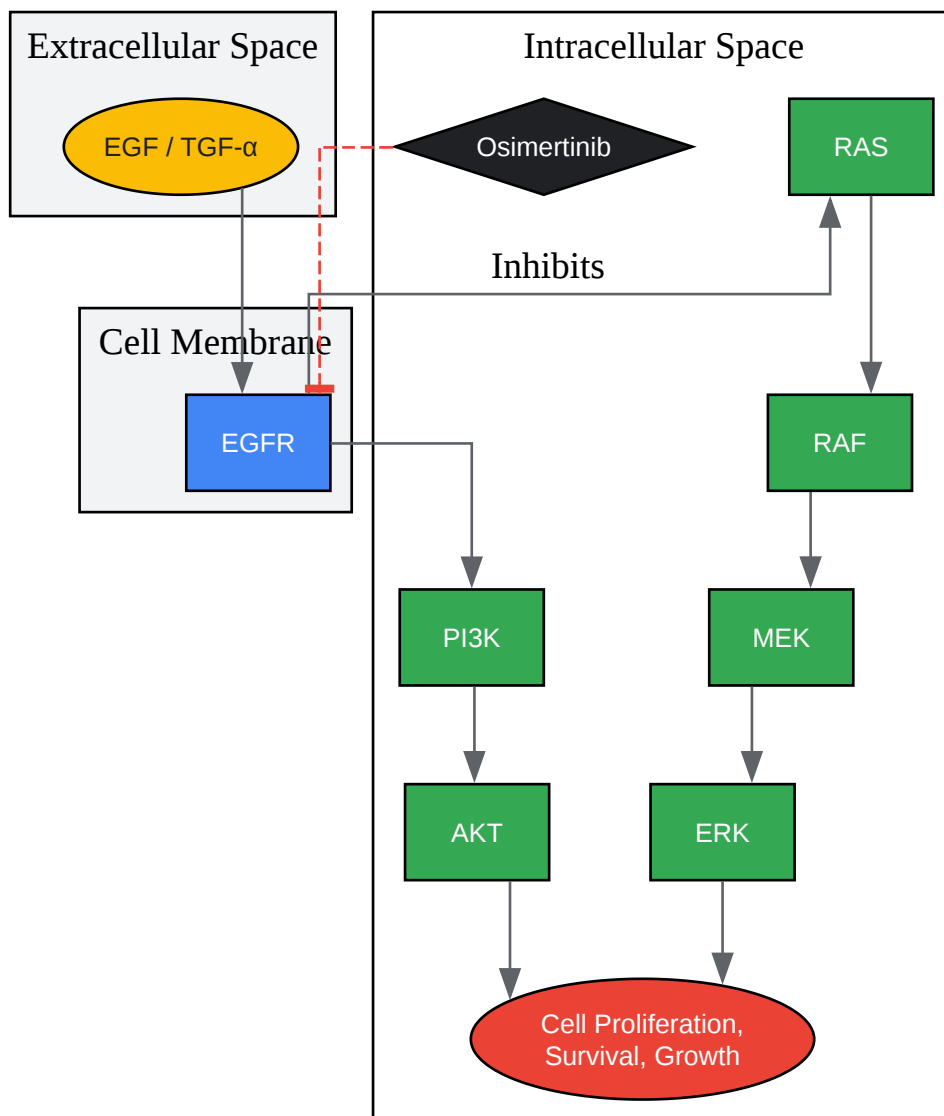 Extracellular Space
Intracellular Space
EGF / TGF-α
Osimertinib
RAS
Inhibits
Cell Membrane
EGFR
RAF
PI3K
MEK
AKT
ERK
Cell Proliferation,
Survival, Growth